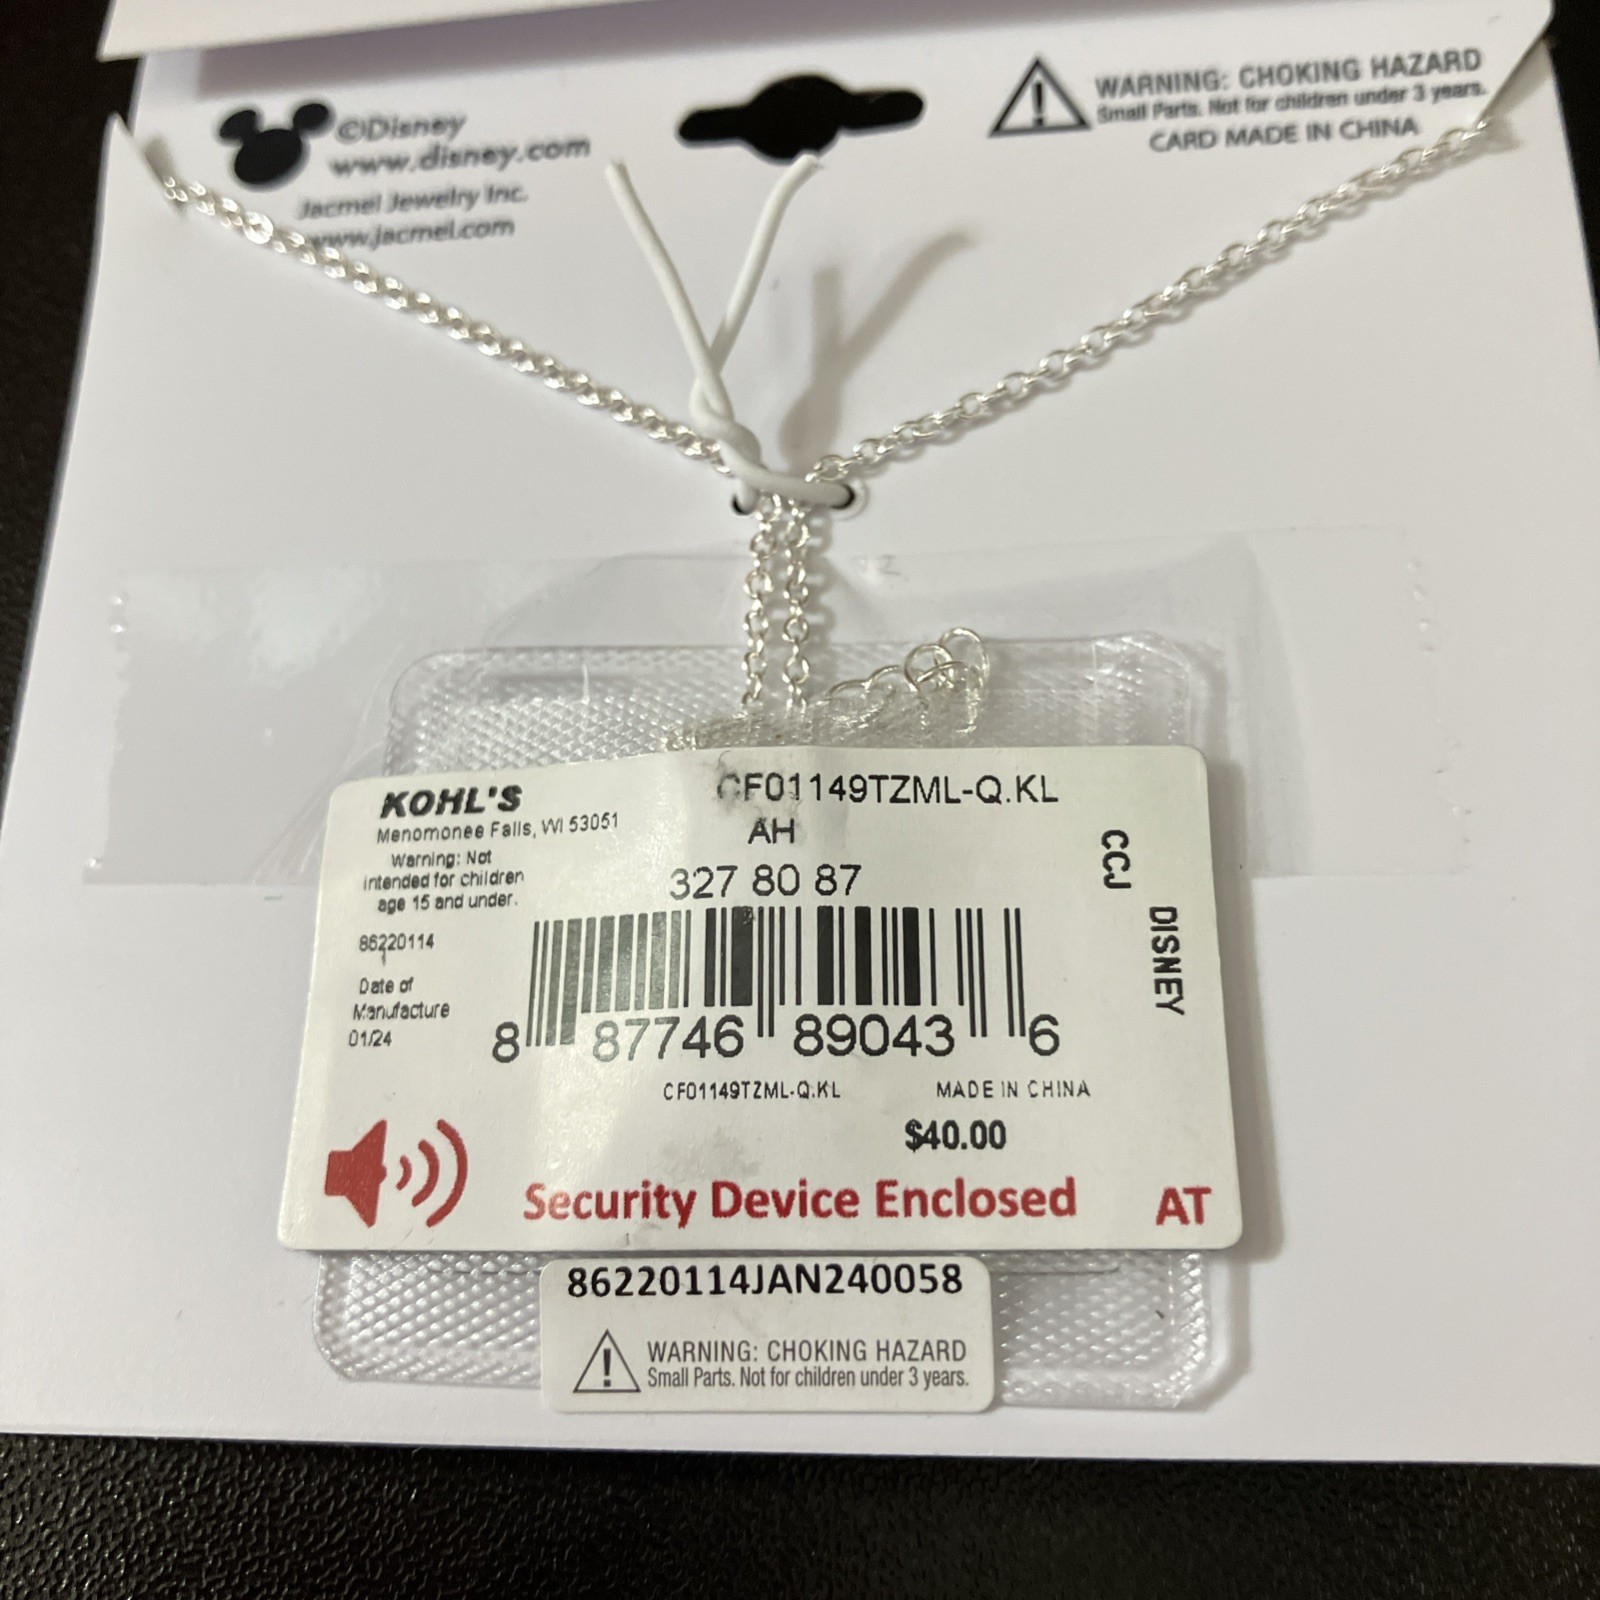 ©Disney
www.disney.com
Jacmel Jewelry Inc.
www.jacmel.com
WARNING: CHOKING HAZARD
Small Parts. Not for children under 3 years.
CARD MADE IN CHINA
KOHL'S
Menomonee Falls, WI 53051
Warning: Not
intended for children
age 15 and under.
86220114
Date of
Manufacture
01/24
CF01149TZML-Q.KL
AH
327 80 87
8 87746 89043 6
CF01149TZML-Q.KL MADE IN CHINA
$40.00
CCJ
DISNEY
Security Device Enclosed AT
86220114JAN240058
WARNING: CHOKING HAZARD
Small Parts. Not for children under 3 years.